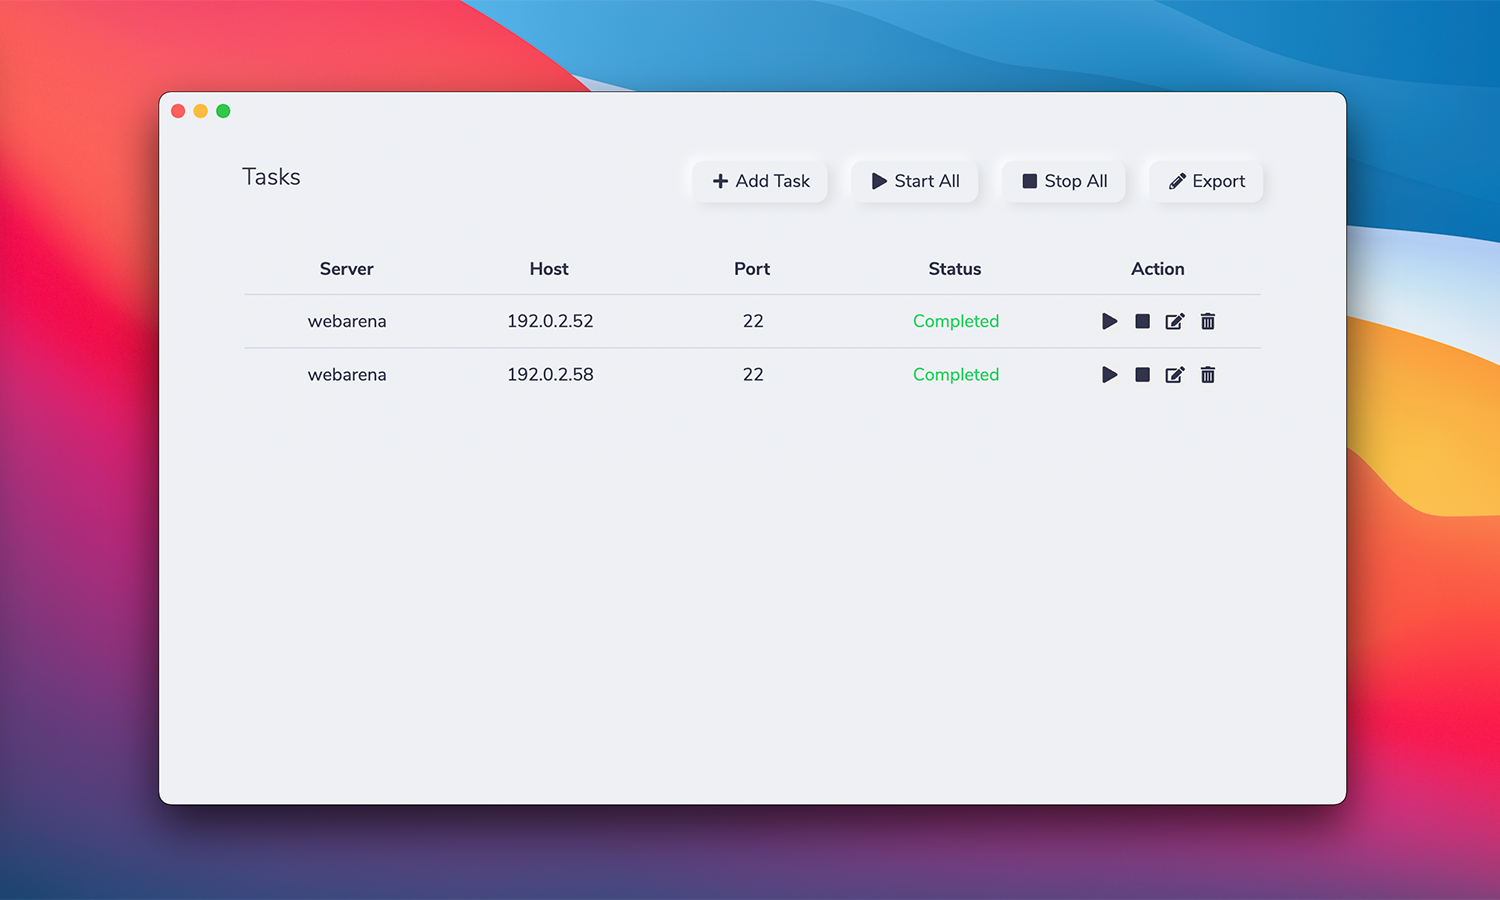 Tasks
Add Task Start All Stop All Export
Server Host Port Status Action
webarena 192.0.2.52 22 Completed
webarena 192.0.2.58 22 Completed